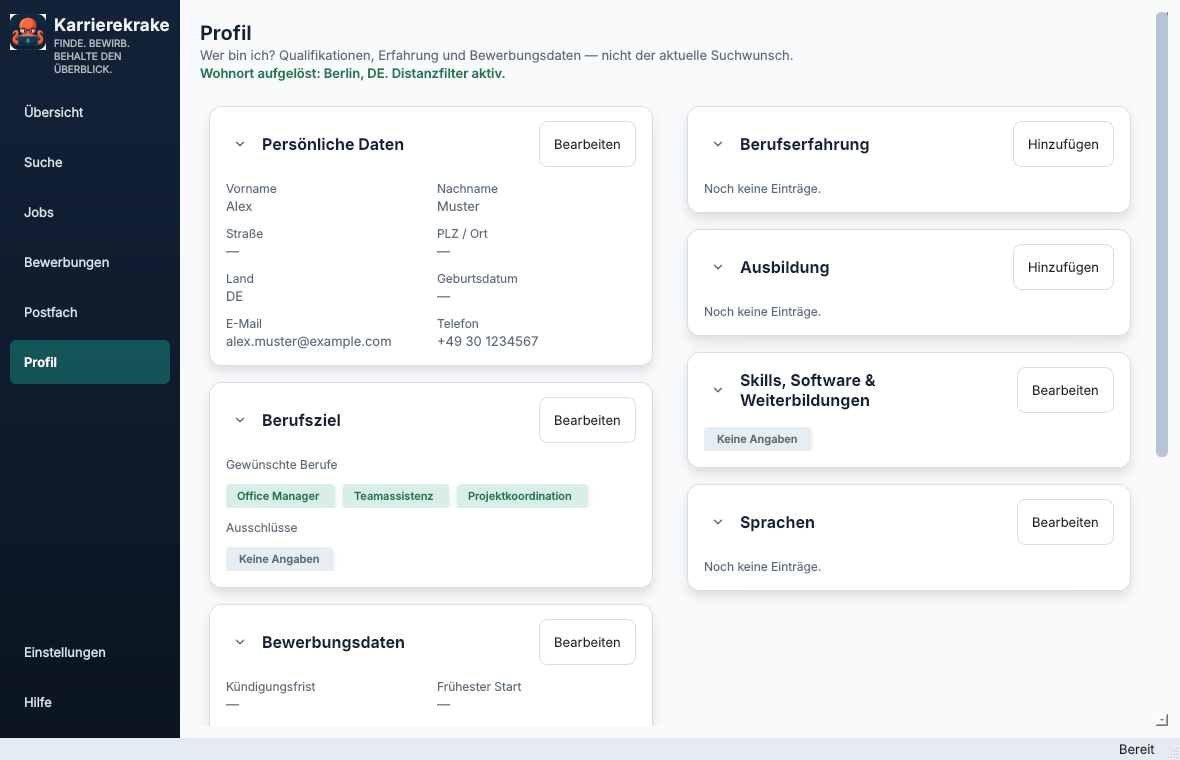 Karrierekrake
FINDE. BEWIRB.
BEHALTE DEN
ÜBERBLICK.
Übersicht
Suche
Jobs
Bewerbungen
Postfach
Profil
Einstellungen
Hilfe
Profil
Wer bin ich? Qualifikationen, Erfahrung und Bewerbungsdaten — nicht der aktuelle Suchwunsch.
Wohnort aufgelöst: Berlin, DE. Distanzfilter aktiv.
Persönliche Daten
Bearbeiten
Vorname
Nachname
Alex
Muster
Straße
PLZ / Ort
—
—
Land
Geburtsdatum
DE
—
E-Mail
Telefon
alex.muster@example.com
+49 30 1234567
Berufsziel
Bearbeiten
Gewünschte Berufe
Office Manager
Teamassistenz
Projektkoordination
Ausschlüsse
Keine Angaben
Bewerbungsdaten
Bearbeiten
Kündigungsfrist
Frühester Start
—
—
Berufserfahrung
Hinzufügen
Noch keine Einträge.
Ausbildung
Hinzufügen
Noch keine Einträge.
Skills, Software &
Weiterbildungen
Bearbeiten
Keine Angaben
Sprachen
Bearbeiten
Noch keine Einträge.
Bereit